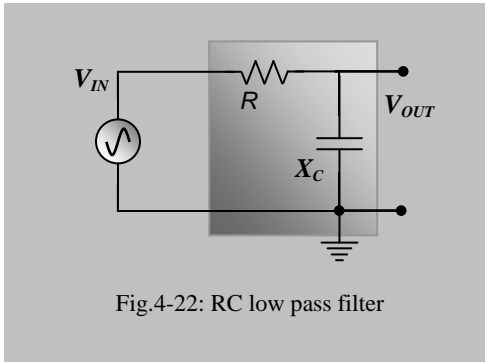 V_IN
R
V_OUT
X_C
Fig.4-22: RC low pass filter